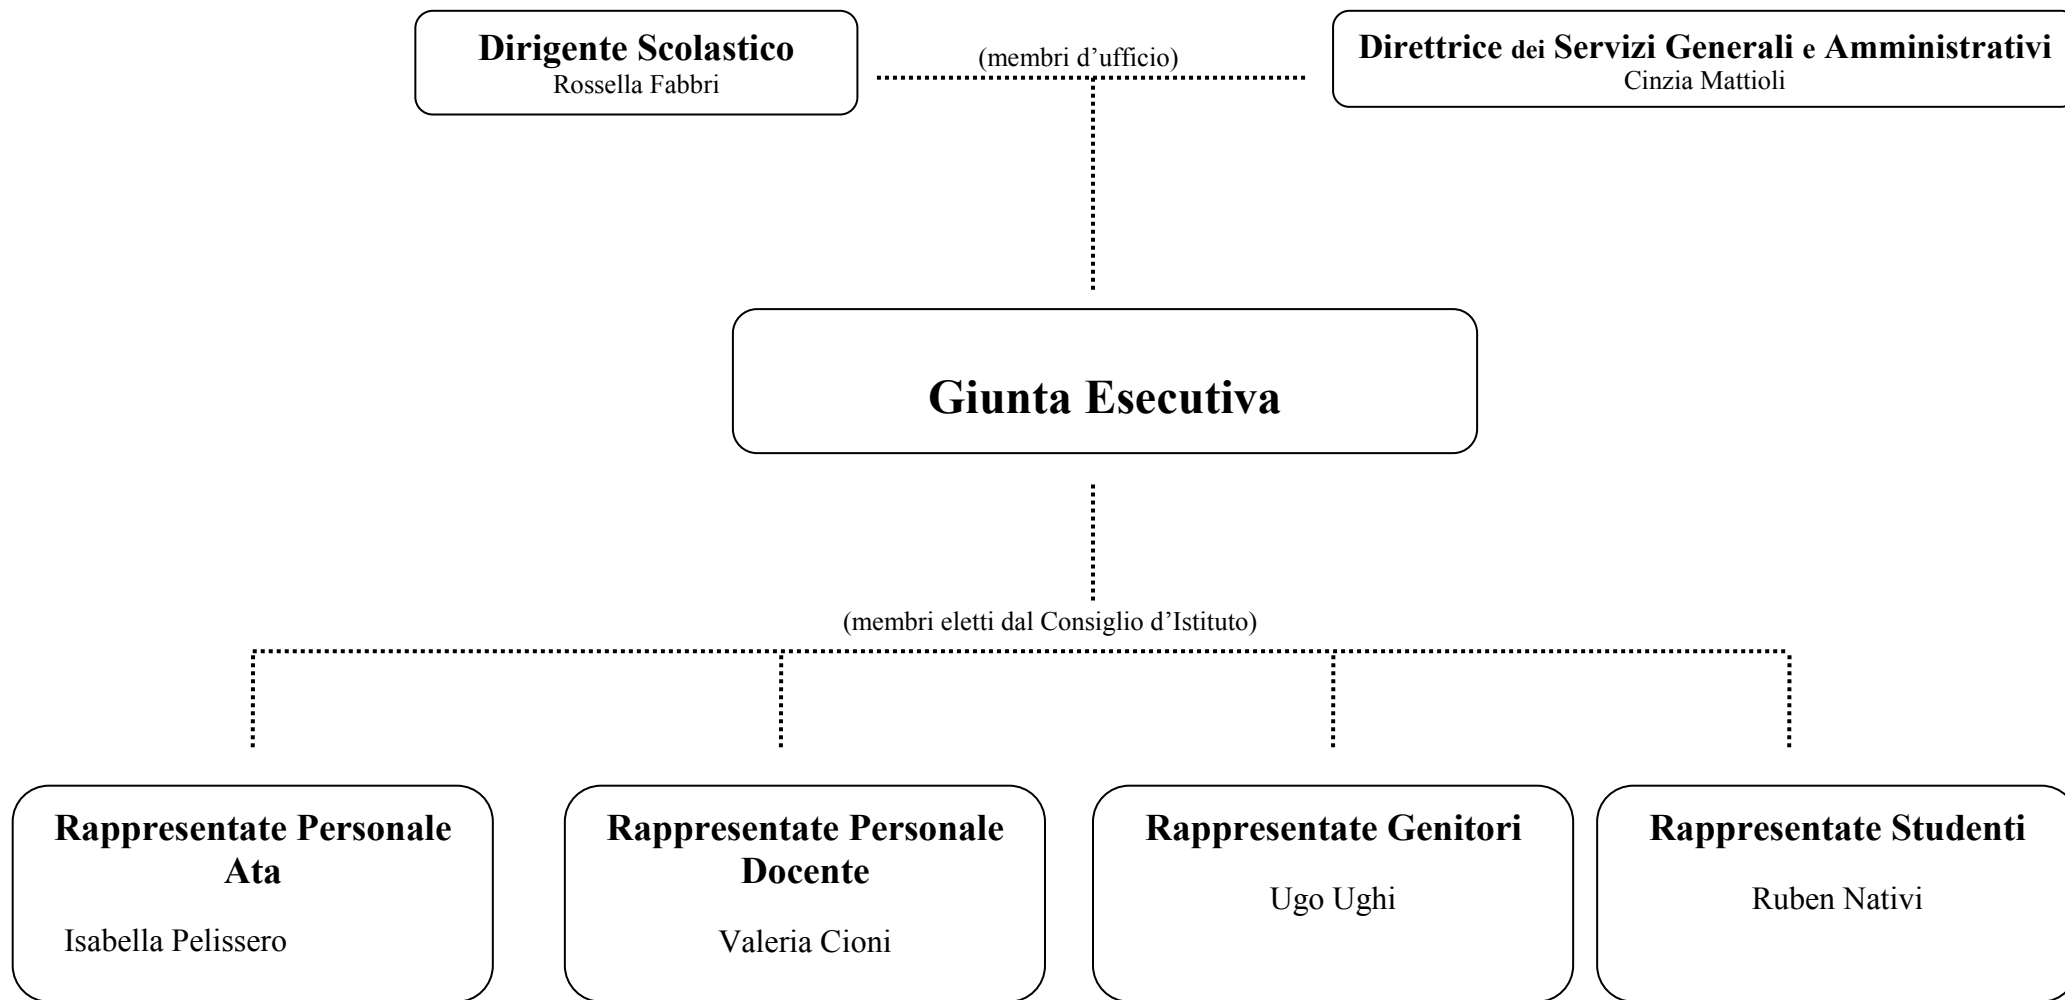 Dirigente Scolastico
Rossella Fabbri
(membri d’ufficio)
Direttrice dei Servizi Generali e Amministrativi
Cinzia Mattioli
Giunta Esecutiva
(membri eletti dal Consiglio d’Istituto)
Rappresentate Personale
Ata
Isabella Pelissero
Rappresentate Personale
Docente
Valeria Cioni
Rappresentate Genitori
Ugo Ughi
Rappresentate Studenti
Ruben Nativi